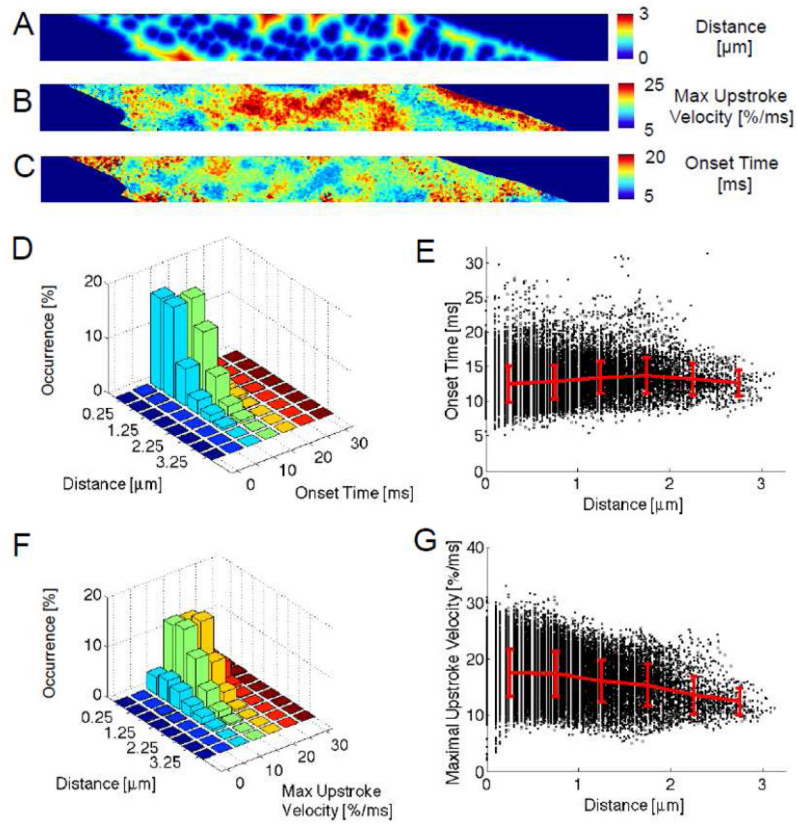 A
3
0
Distance
[μm]
B
25
5
Max Upstroke
Velocity [%/ms]
C
20
5
Onset Time
[ms]
D
Occurrence [%]
20
10
0
0.25
1.25
2.25
3.25
Distance [μm]
0
10
20
30
Onset Time [ms]
E
Onset Time [ms]
30
25
20
15
10
5
0
0
1
2
3
Distance [μm]
F
Occurrence [%]
20
10
0
0.25
1.25
2.25
3.25
Distance [μm]
0
10
20
30
Max Upstroke
Velocity [%/ms]
G
Maximal Upstroke Velocity [%/ms]
40
30
20
10
0
0
1
2
3
Distance [μm]